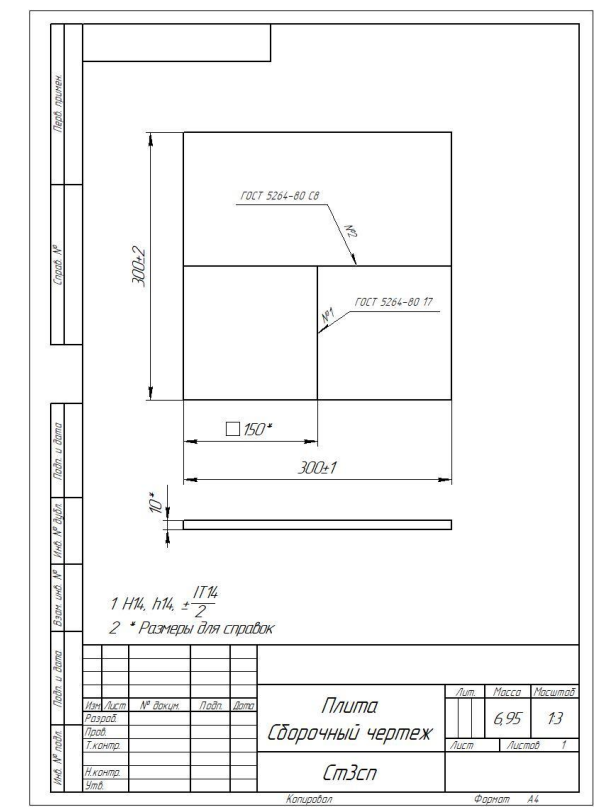 Перв. примен.
Справ. №
Подп. и дата
Инв. № дубл.
Взам. инв. №
Подп. и дата
Инв. № подл.
ГОСТ 5264-80 С8
№2
300±2
ГОСТ 5264-80 17
№1
□ 150*
300±1
10*
1 H14, h14, ± IT14/2
2 * Размеры для справок
Изм. Лист № докум. Подп. Дата
Разраб.
Пров.
Т.контр.
Н.контр.
Утв.
Плита
Сборочный чертеж
Ст3сп
Лит. Масса Масштаб
6,95 1:3
Лист Листов 1
Копировал Формат А4